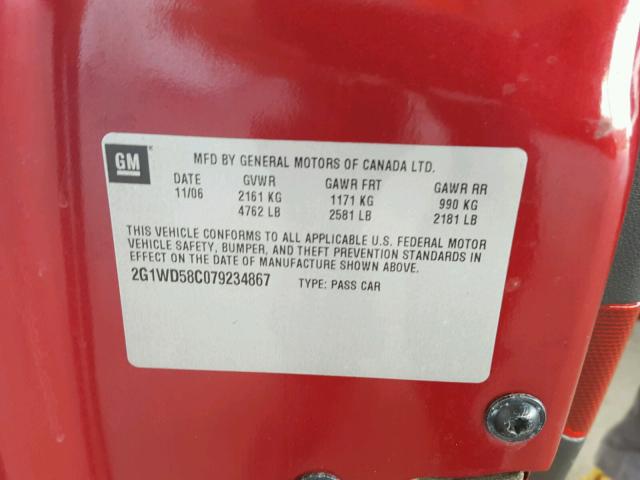 GM
MFD BY GENERAL MOTORS OF CANADA LTD.
DATE GVWR GAWR FRT GAWR RR
11/06 2161 KG 1171 KG 990 KG
4762 LB 2581 LB 2181 LB
THIS VEHICLE CONFORMS TO ALL APPLICABLE U.S. FEDERAL MOTOR
VEHICLE SAFETY, BUMPER, AND THEFT PREVENTION STANDARDS IN
EFFECT ON THE DATE OF MANUFACTURE SHOWN ABOVE.
2G1WD58C079234867 TYPE: PASS CAR